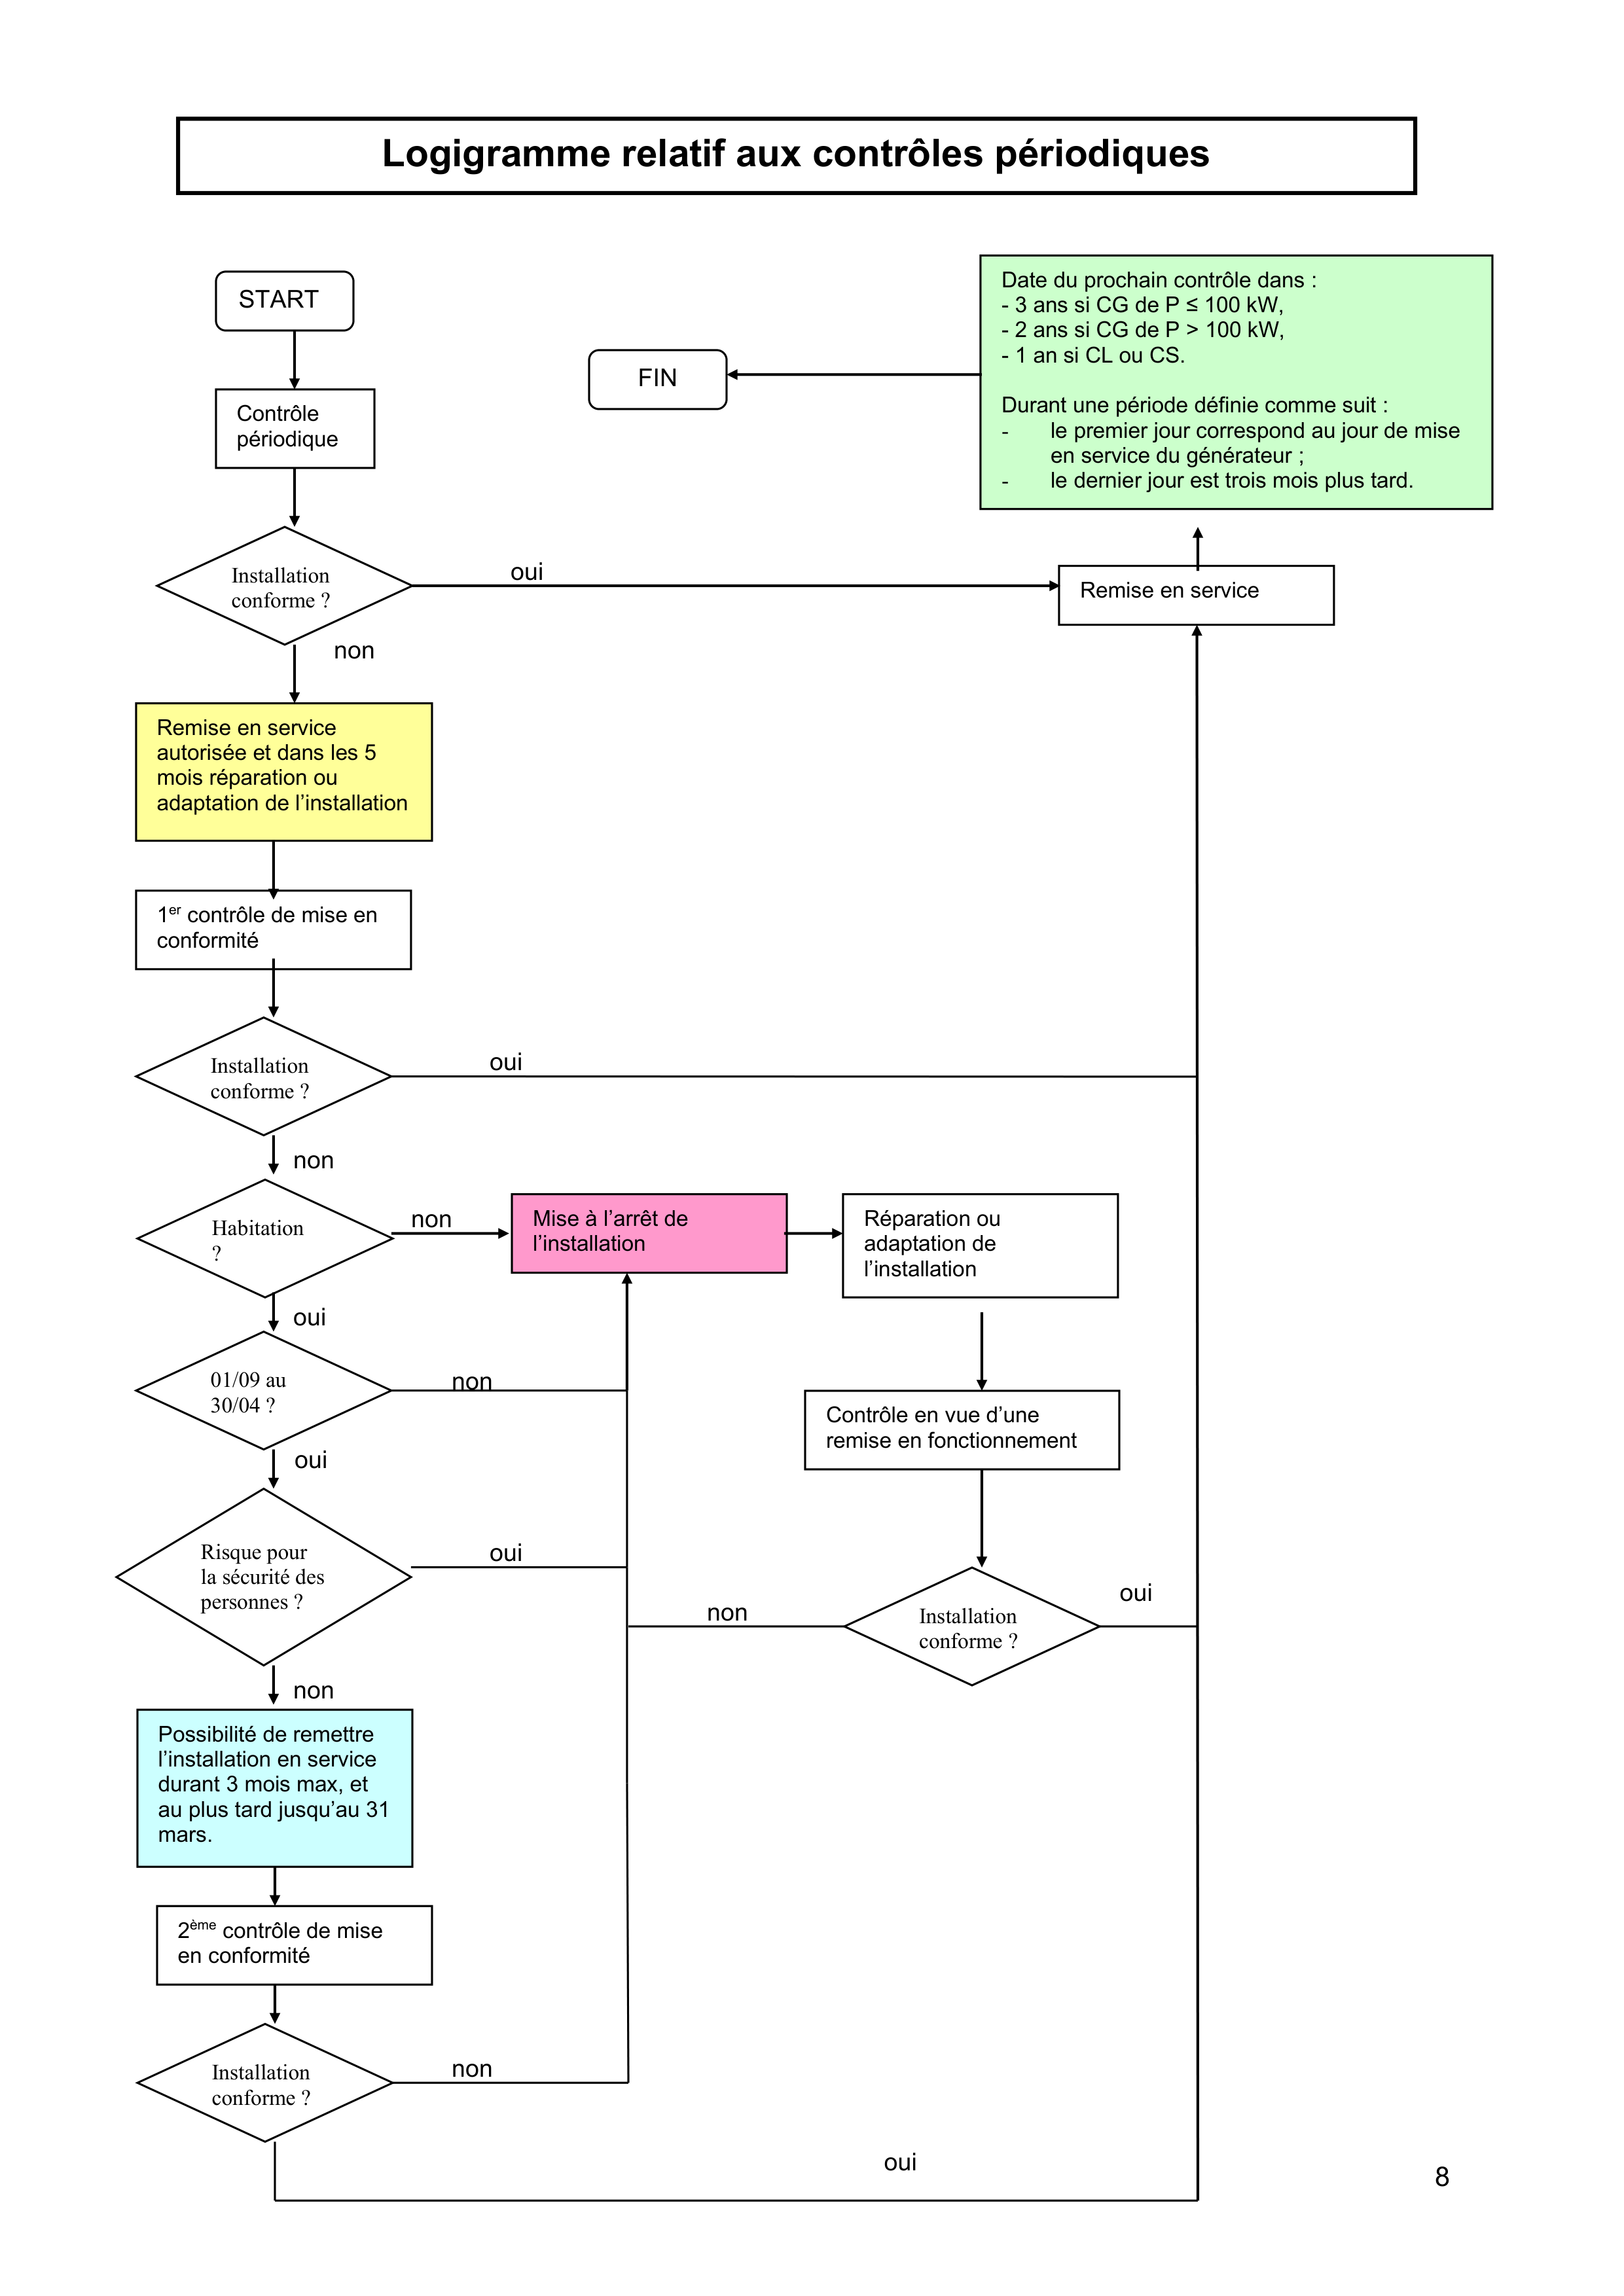 Logigramme relatif aux contrôles périodiques
START
Date du prochain contrôle dans :
- 3 ans si CG de P ≤ 100 kW,
- 2 ans si CG de P > 100 kW,
- 1 an si CL ou CS.
Durant une période définie comme suit :
- le premier jour correspond au jour de mise
en service du générateur ;
- le dernier jour est trois mois plus tard.
FIN
Contrôle
périodique
Installation
conforme ?
oui
Remise en service
non
Remise en service
autorisée et dans les 5
mois réparation ou
adaptation de l’installation
1er contrôle de mise en
conformité
Installation
conforme ?
oui
non
Habitation
?
non
Mise à l’arrêt de
l’installation
Réparation ou
adaptation de
l’installation
oui
01/09 au
30/04 ?
non
Contrôle en vue d’une
remise en fonctionnement
oui
Risque pour
la sécurité des
personnes ?
oui
non
Installation
conforme ?
oui
non
Possibilité de remettre
l’installation en service
durant 3 mois max, et
au plus tard jusqu’au 31
mars.
2ème contrôle de mise
en conformité
Installation
conforme ?
non
oui
8